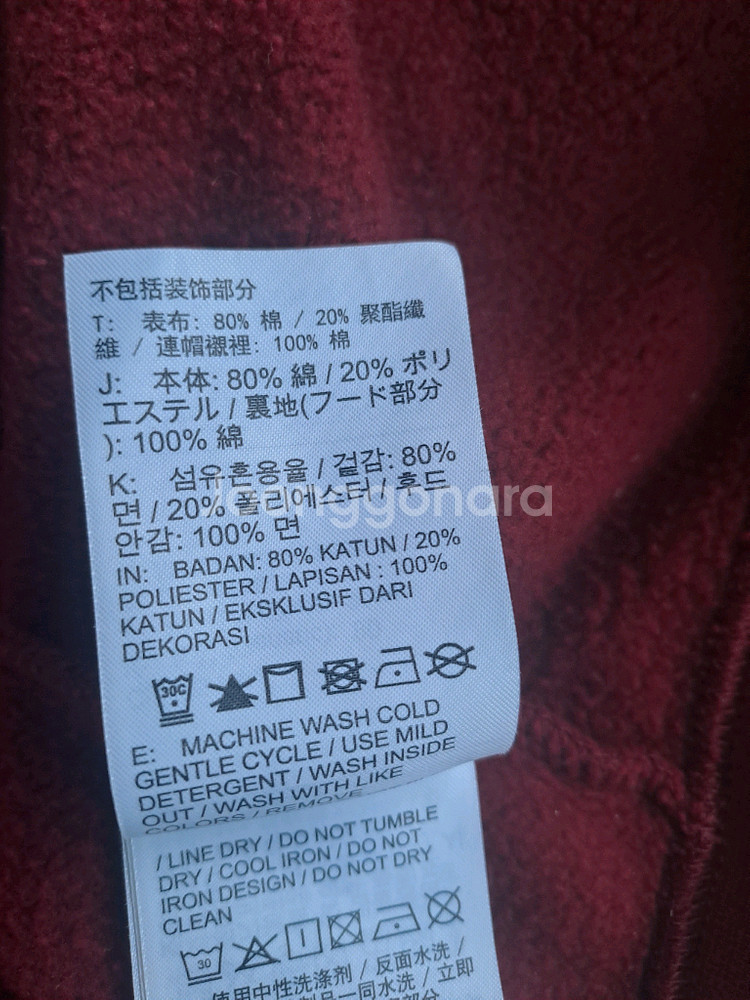 不包括装饰部分
T: 表布: 80% 棉 / 20% 聚酯纖
維 / 連帽襯裡: 100% 棉
J: 本体: 80% 綿 / 20% ポリ
エステル / 裏地(フード部分
): 100% 綿
K: 섬유혼용율 / 겉감: 80%
면 / 20% 폴리에스터 / 후드
안감: 100% 면
joonggonara
IN: BADAN: 80% KATUN / 20%
POLIESTER / LAPISAN : 100%
KATUN / EKSKLUSIF DARI
DEKORASI
30C
E: MACHINE WASH COLD
GENTLE CYCLE / USE MILD
DETERGENT / WASH INSIDE
OUT / WASH WITH LIKE
COLORS / REMOVE
/ LINE DRY / DO NOT TUMBLE
DRY / COOL IRON / DO NOT
IRON DESIGN / DO NOT DRY
CLEAN
30
使用中性洗涤剂 / 反面水洗 /
同水洗 / 立即